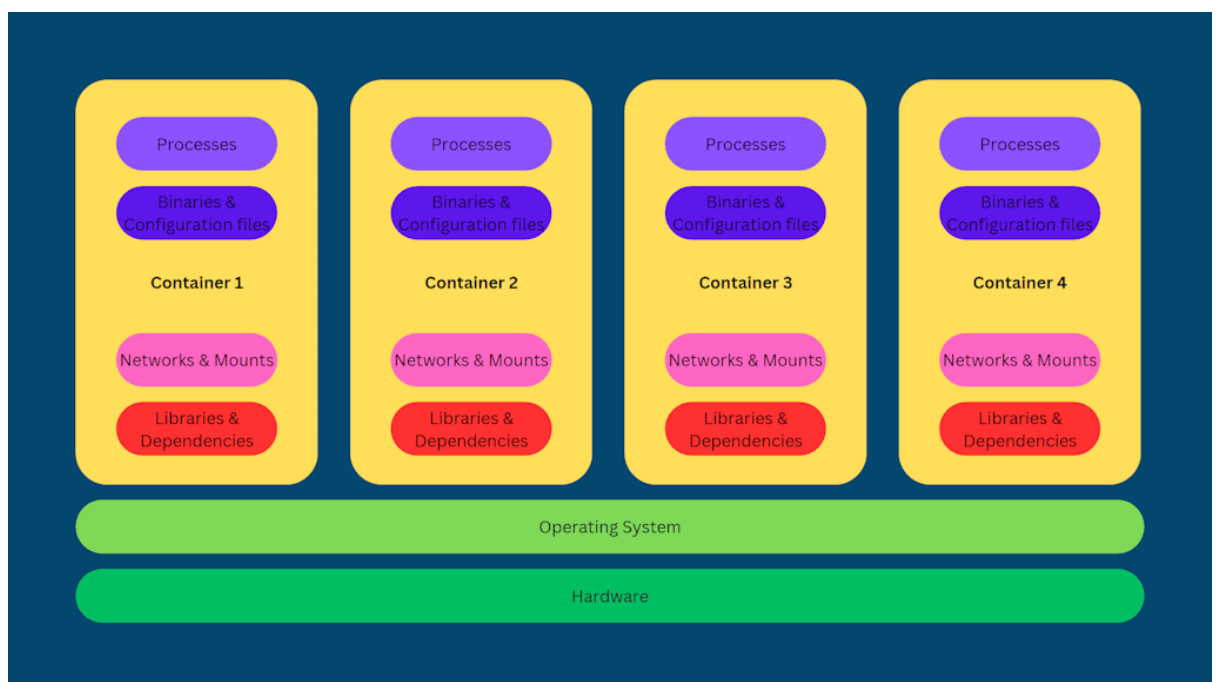 Processes
Binaries &
Configuration files
Container 1
Networks & Mounts
Libraries &
Dependencies
Processes
Binaries &
Configuration files
Container 2
Networks & Mounts
Libraries &
Dependencies
Processes
Binaries &
Configuration files
Container 3
Networks & Mounts
Libraries &
Dependencies
Processes
Binaries &
Configuration files
Container 4
Networks & Mounts
Libraries &
Dependencies
Operating System
Hardware